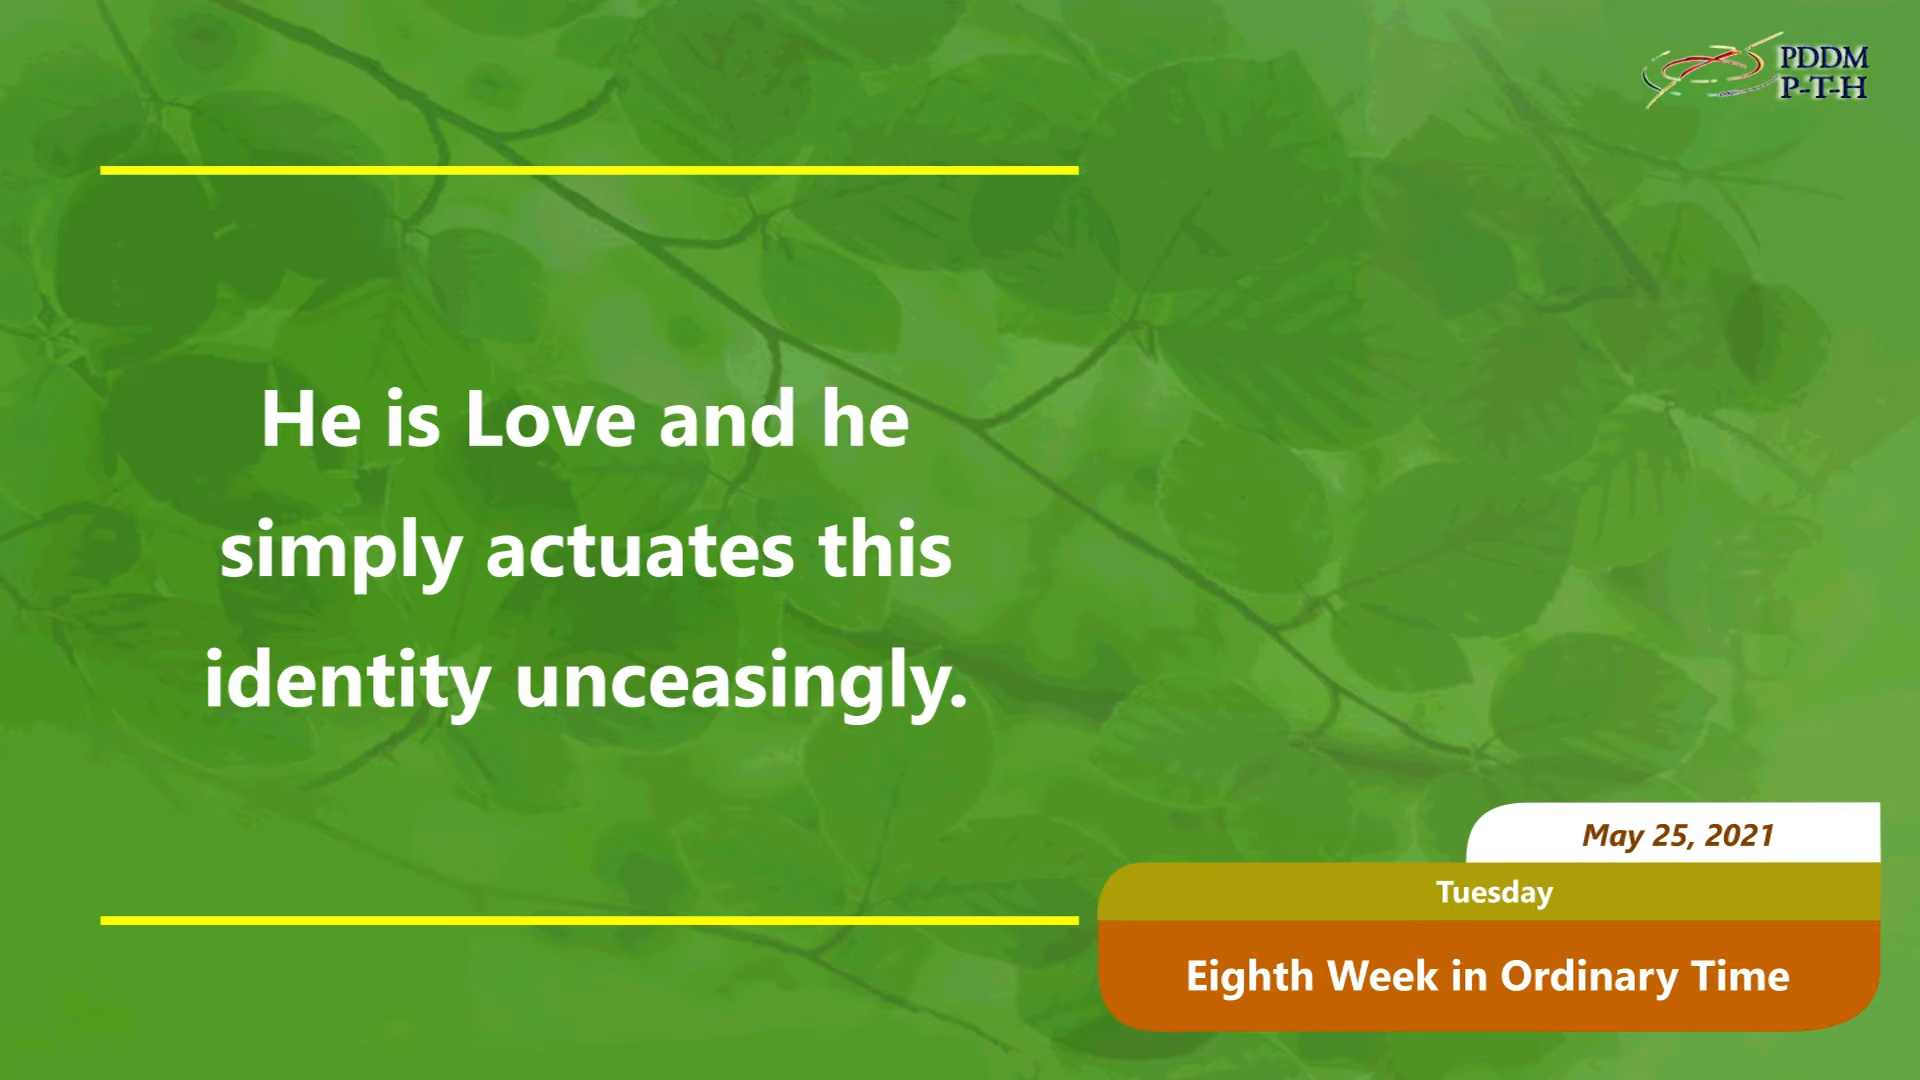 PDDM
P-T-H
He is Love and he
simply actuates this
identity unceasingly.
May 25, 2021
Tuesday
Eighth Week in Ordinary Time